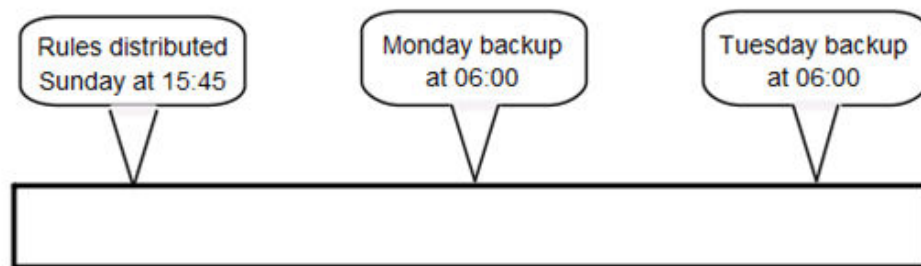 Rules distributed
Sunday at 15:45
Monday backup
at 06:00
Tuesday backup
at 06:00